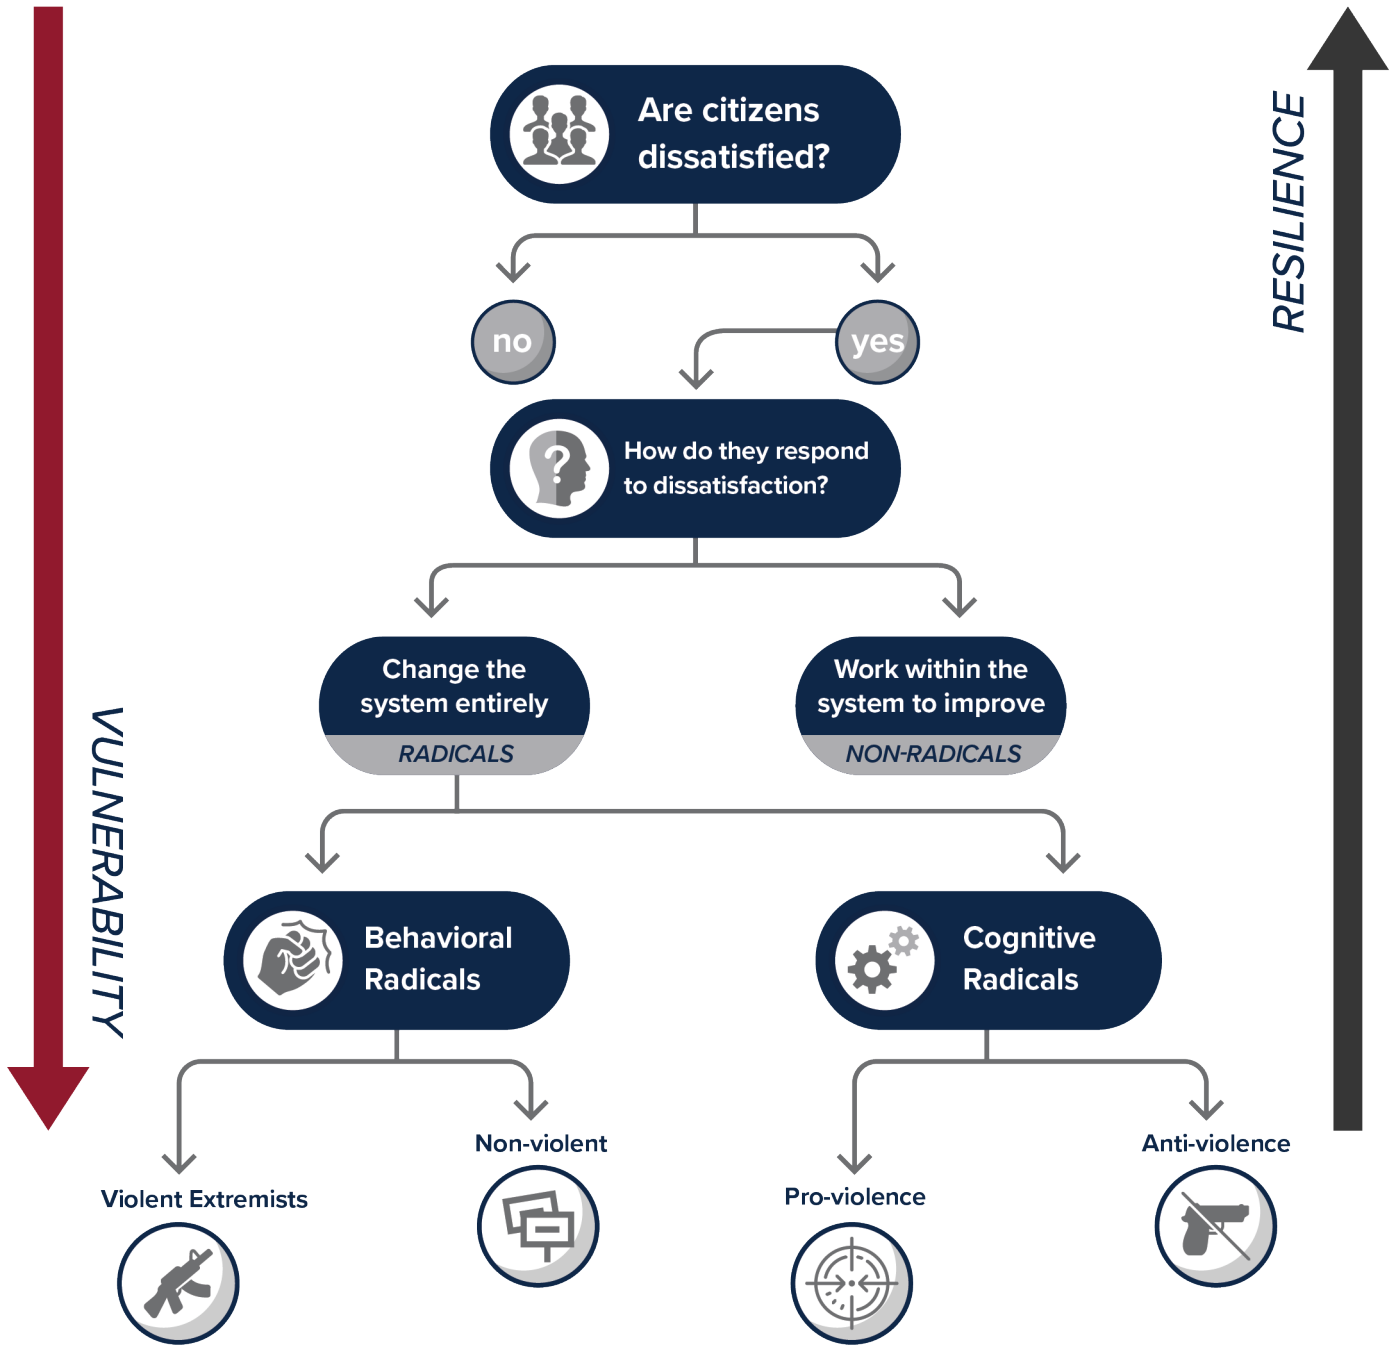 Are citizens
dissatisfied?
RESILIENCE
no
yes
How do they respond
to dissatisfaction?
Change the
system entirely
RADICALS
Work within the
system to improve
NON-RADICALS
VULNERABILITY
Behavioral
Radicals
Cognitive
Radicals
Violent Extremists
Non-violent
Pro-violence
Anti-violence